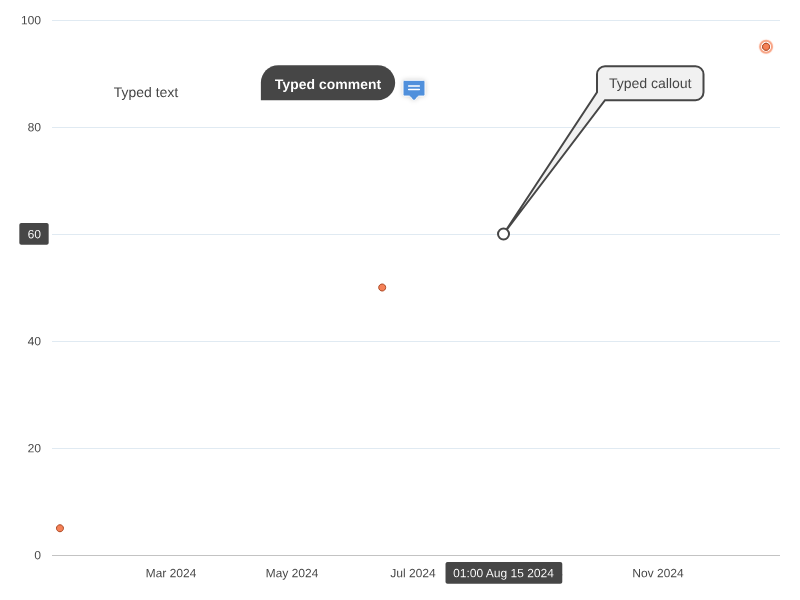 100
Typed text
Typed comment
Typed callout
80
60
40
20
0
Mar 2024
May 2024
Jul 2024
01:00 Aug 15 2024
Nov 2024